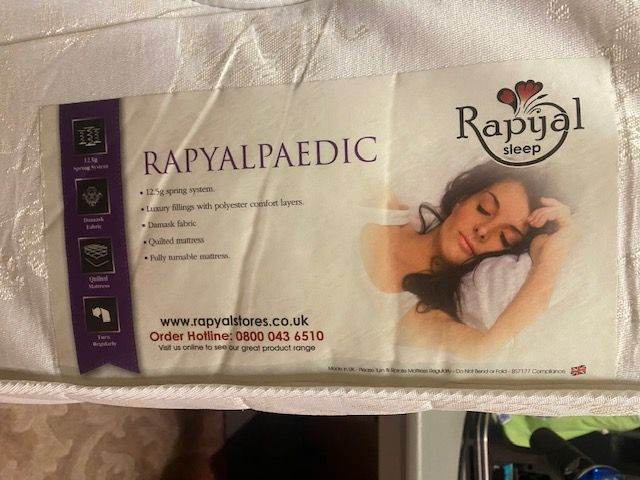 Rapyal
sleep
RAPYALPAEDIC
• 12.5g spring system.
• Luxury fillings with polyester comfort layers.
• Damask fabric
• Quilted mattress
• Fully turnable mattress.
12.5g
Spring System
Damask
Fabric
Quilted
Mattress
Turn
Regularly
www.rapyalstores.co.uk
Order Hotline: 0800 043 6510
Visit us online to see our great product range
Made in UK - Please Turn & Rotate Mattress Regularly - Do Not Bend or Fold - BS7177 Compliance